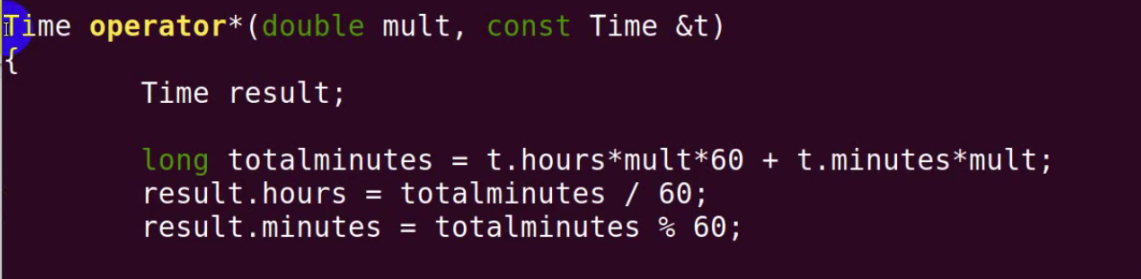 Time operator*(double mult, const Time &t)
{
Time result;
long totalminutes = t.hours*mult*60 + t.minutes*mult;
result.hours = totalminutes / 60;
result.minutes = totalminutes % 60;